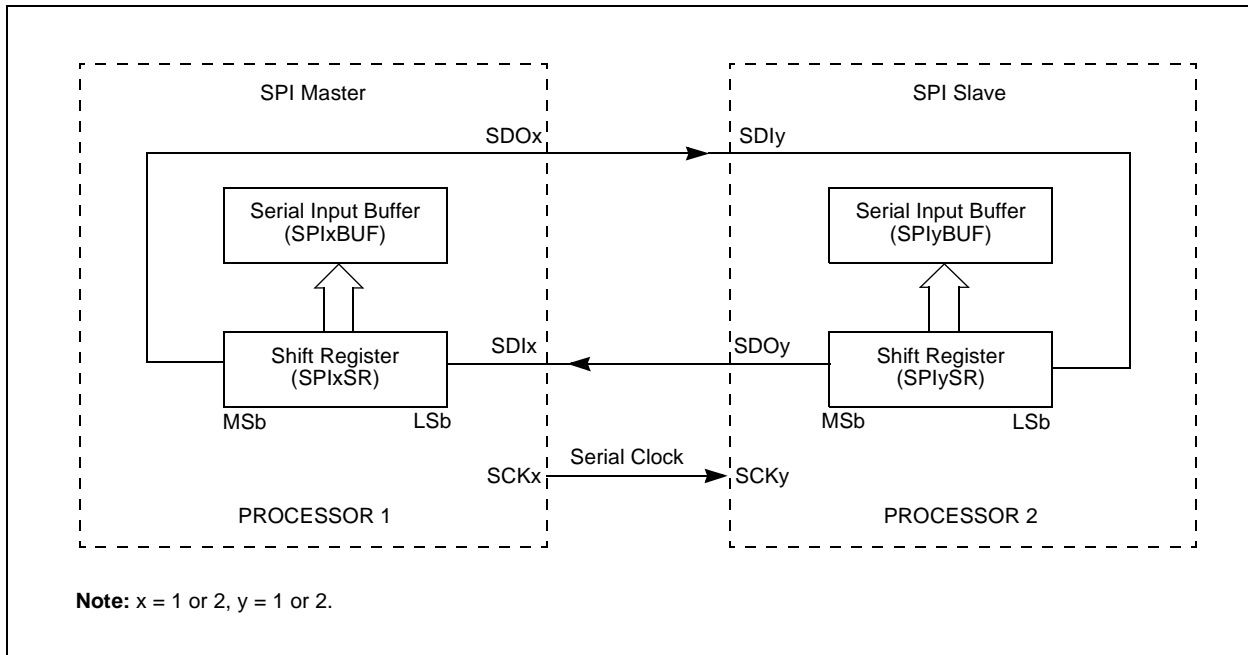 SPI Master
SDOx
Serial Input Buffer
(SPIxBUF)
SDIx
Shift Register
(SPIxSR)
MSb
LSb
SCKx
PROCESSOR 1
Serial Clock
SPI Slave
SDIy
Serial Input Buffer
(SPIyBUF)
SDOy
Shift Register
(SPIySR)
MSb
LSb
SCKy
PROCESSOR 2
Note: x = 1 or 2, y = 1 or 2.